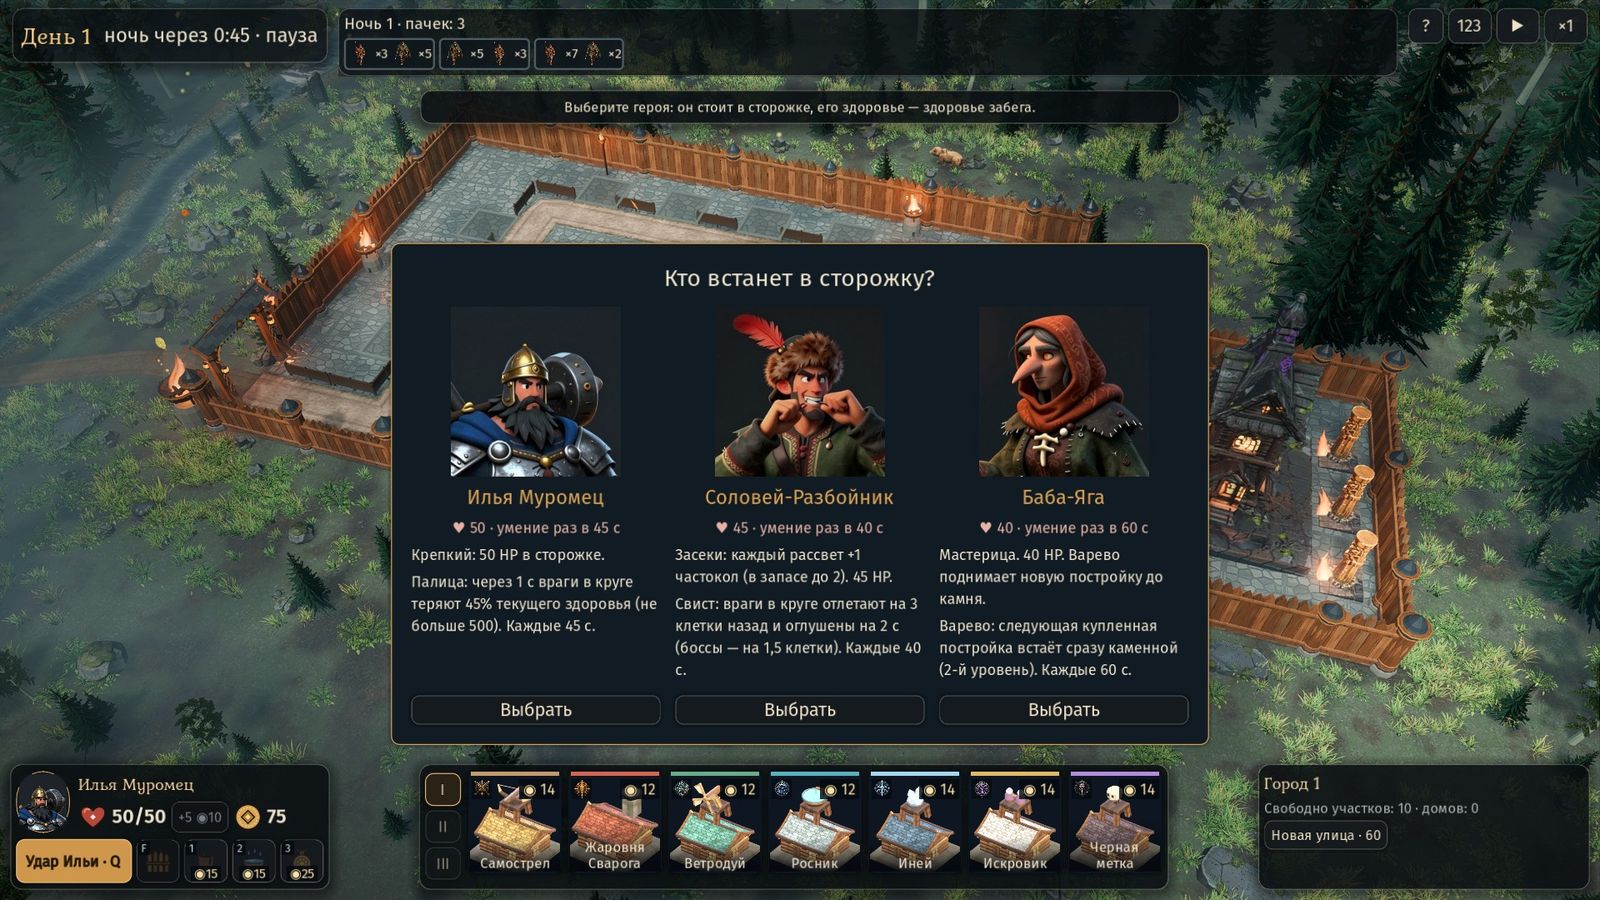 День 1 ночь через 0:45 · пауза
Ночь 1 · пачек: 3
×3 ×5 ×5 ×3 ×7 ×2
? 123 ×1
Выберите героя: он стоит в сторожке, его здоровье — здоровье забега.
Кто встанет в сторожку?
Илья Муромец
♥ 50 · умение раз в 45 с
Крепкий: 50 HP в сторожке.
Палица: через 1 с враги в круге
теряют 45% текущего здоровья (не
больше 500). Каждые 45 с.
Выбрать
Соловей-Разбойник
♥ 45 · умение раз в 40 с
Засеки: каждый рассвет +1
частокол (в запасе до 2). 45 HP.
Свист: враги в круге отлетают на 3
клетки назад и оглушены на 2 с
(боссы — на 1,5 клетки). Каждые 40
с.
Выбрать
Баба-Яга
♥ 40 · умение раз в 60 с
Мастерица. 40 HP. Варево
поднимает новую постройку до
камня.
Варево: следующая купленная
постройка встаёт сразу каменной
(2-й уровень). Каждые 60 с.
Выбрать
Илья Муромец
50/50 +5 10 75
Удар Ильи · Q
F
1 15
2 15
3 25
I
II
III
14
Самострел
12
Жаровня
Сварога
12
Ветродуй
12
Росник
14
Иней
14
Искровик
14
Черная
метка
Город 1
Свободно участков: 10 · домов: 0
Новая улица · 60